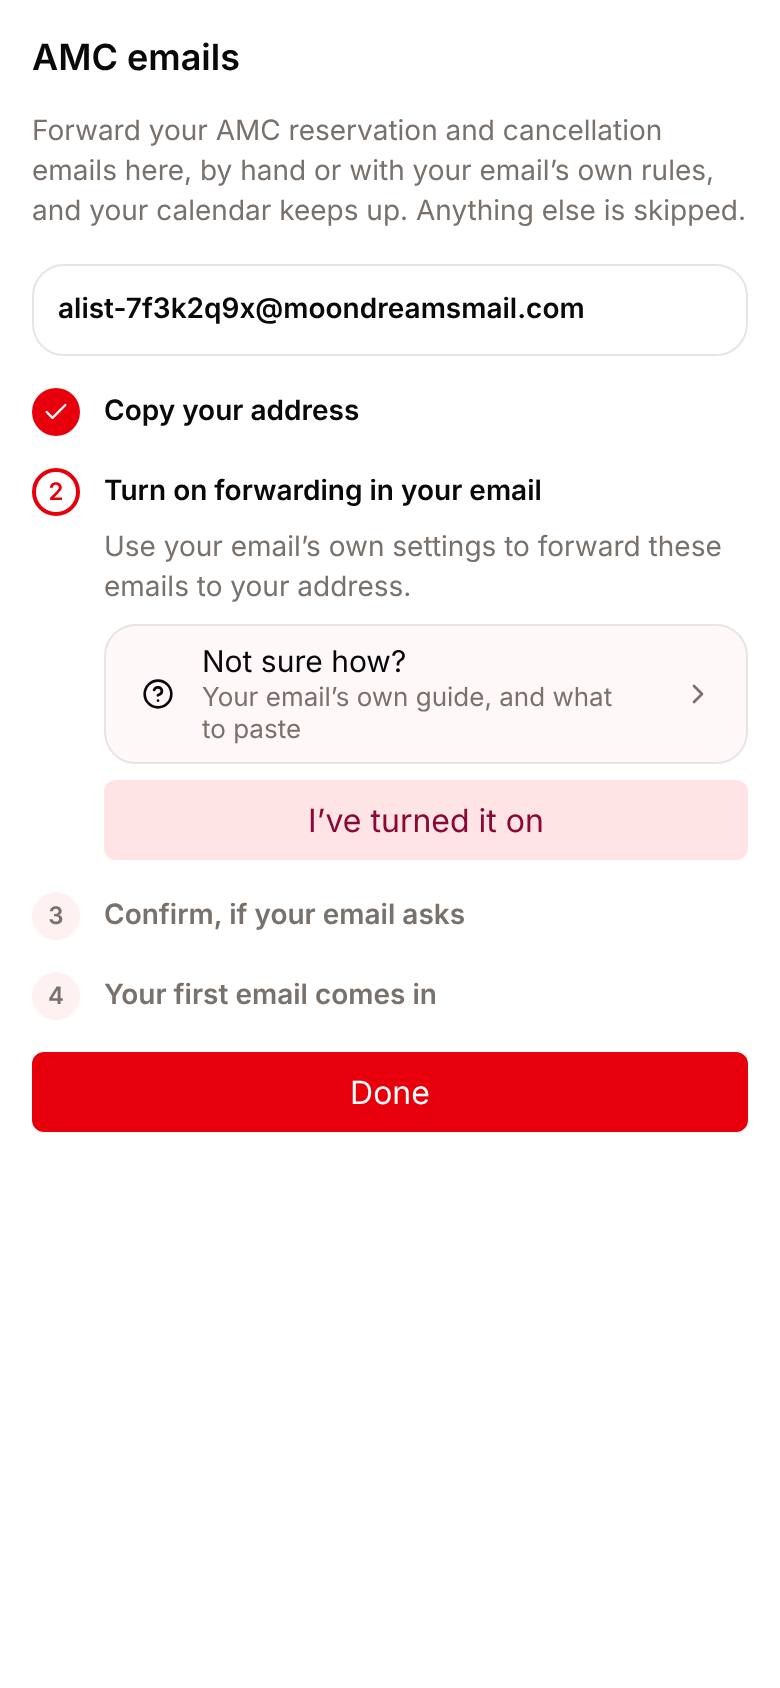 AMC emails
Forward your AMC reservation and cancellation
emails here, by hand or with your email’s own rules,
and your calendar keeps up. Anything else is skipped.
alist-7f3k2q9x@moondreamsmail.com
Copy your address
2 Turn on forwarding in your email
Use your email’s own settings to forward these
emails to your address.
Not sure how?
Your email’s own guide, and what
to paste
I’ve turned it on
3 Confirm, if your email asks
4 Your first email comes in
Done